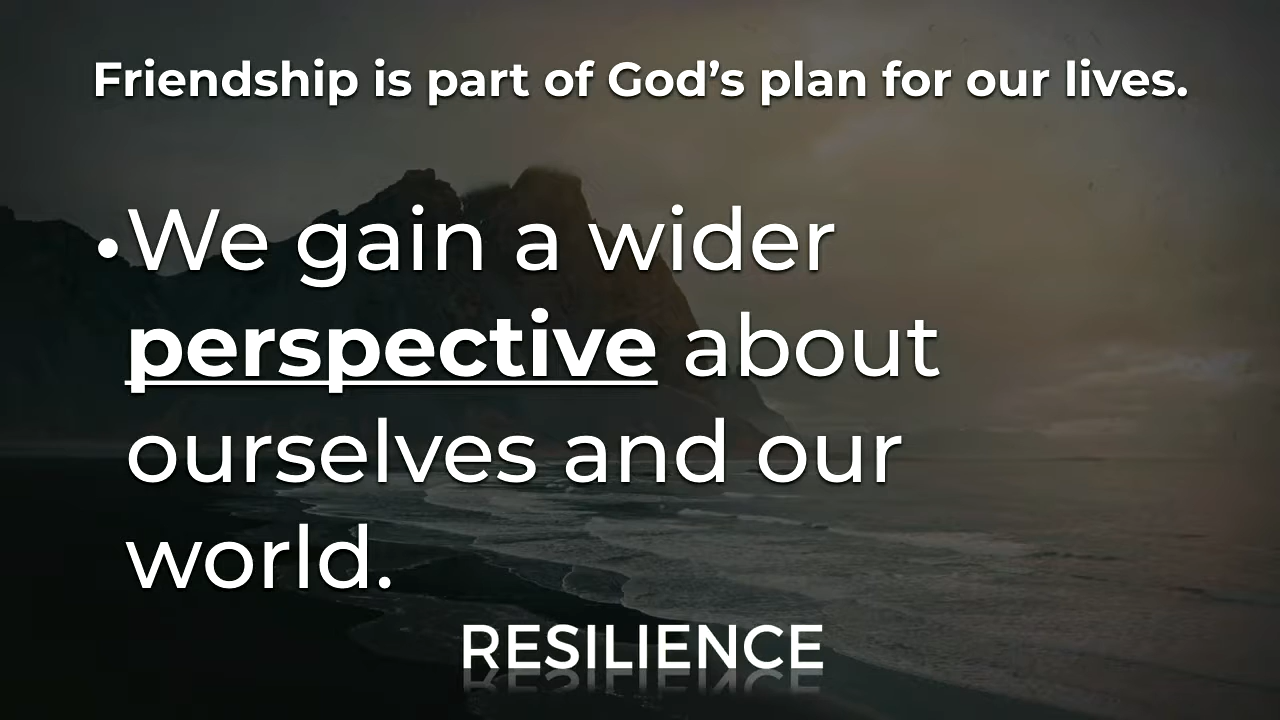 Friendship is part of God’s plan for our lives.
•We gain a wider
perspective about
ourselves and our
world.
RESILIENCE